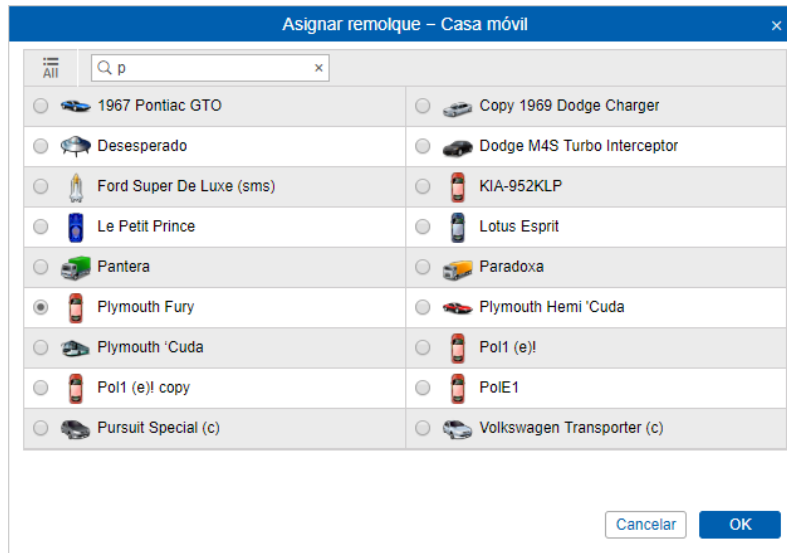 Asignar remolque – Casa móvil ×
All p ×
1967 Pontiac GTO Copy 1969 Dodge Charger
Desesperado Dodge M4S Turbo Interceptor
Ford Super De Luxe (sms) KIA-952KLP
Le Petit Prince Lotus Esprit
Pantera Paradoxa
Plymouth Fury Plymouth Hemi 'Cuda
Plymouth ‘Cuda Pol1 (e)!
Pol1 (e)! copy PolE1
Pursuit Special (c) Volkswagen Transporter (c)
Cancelar OK